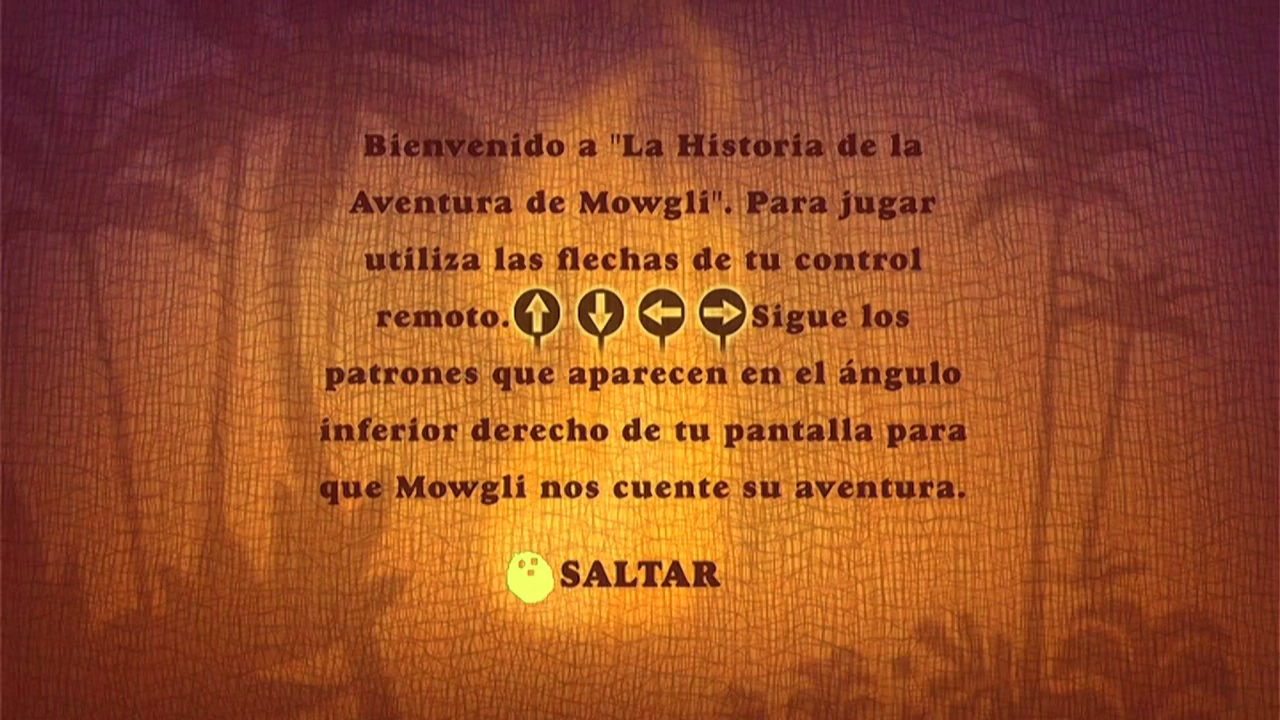 Bienvenido a "La Historia de la
Aventura de Mowgli". Para jugar
utiliza las flechas de tu control
remoto. Sigue los
patrones que aparecen en el ángulo
inferior derecho de tu pantalla para
que Mowgli nos cuente su aventura.
SALTAR